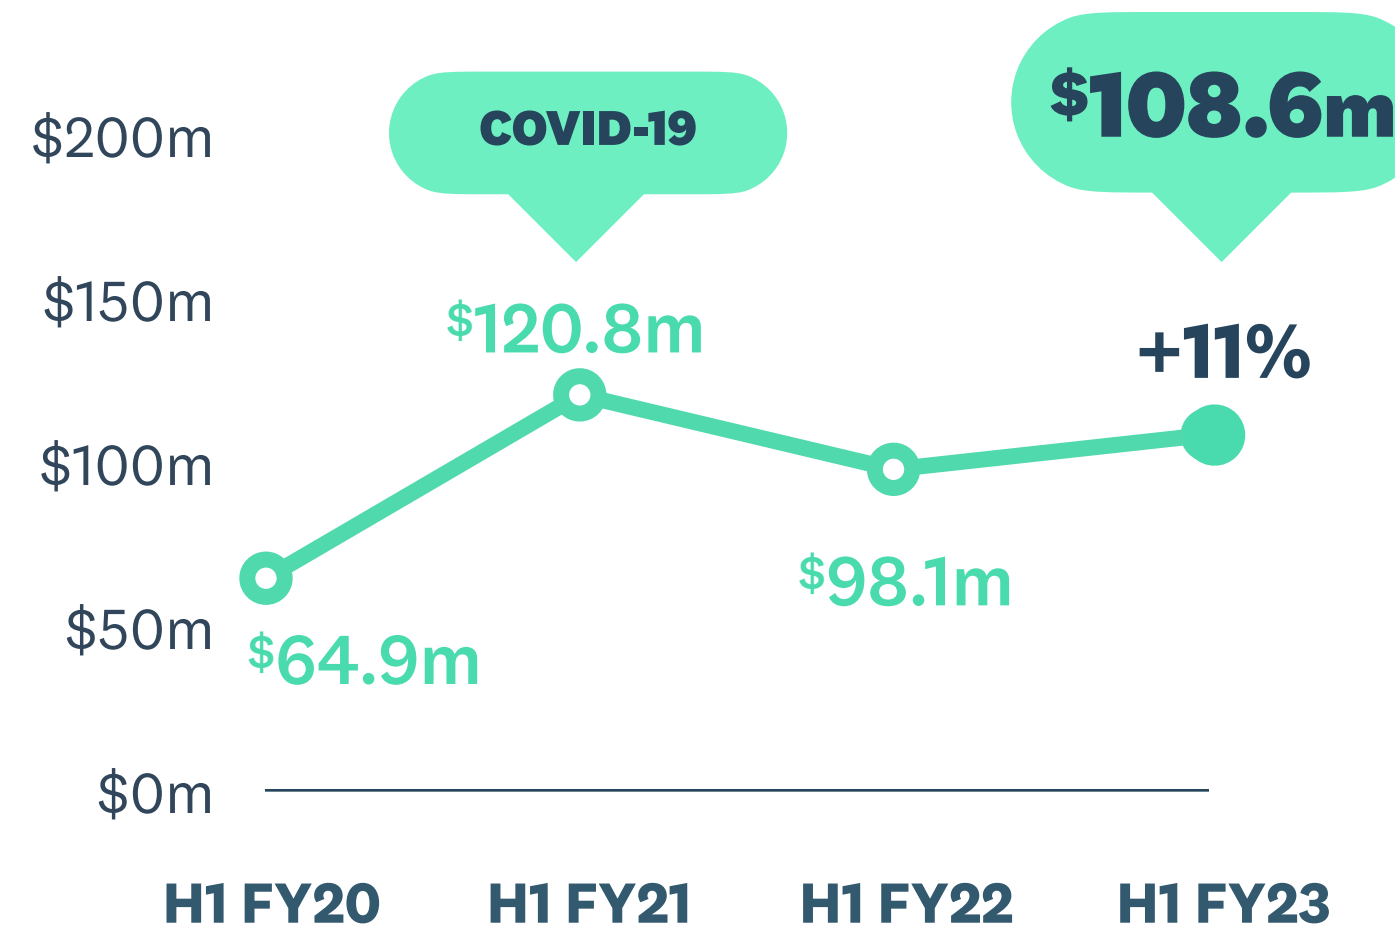 $108.6m
COVID-19
$200m
$150m
$120.8m
+11%
$100m
$98.1m
$50m
$64.9m
$0m
H1 FY20
H1 FY21
H1 FY22
H1 FY23